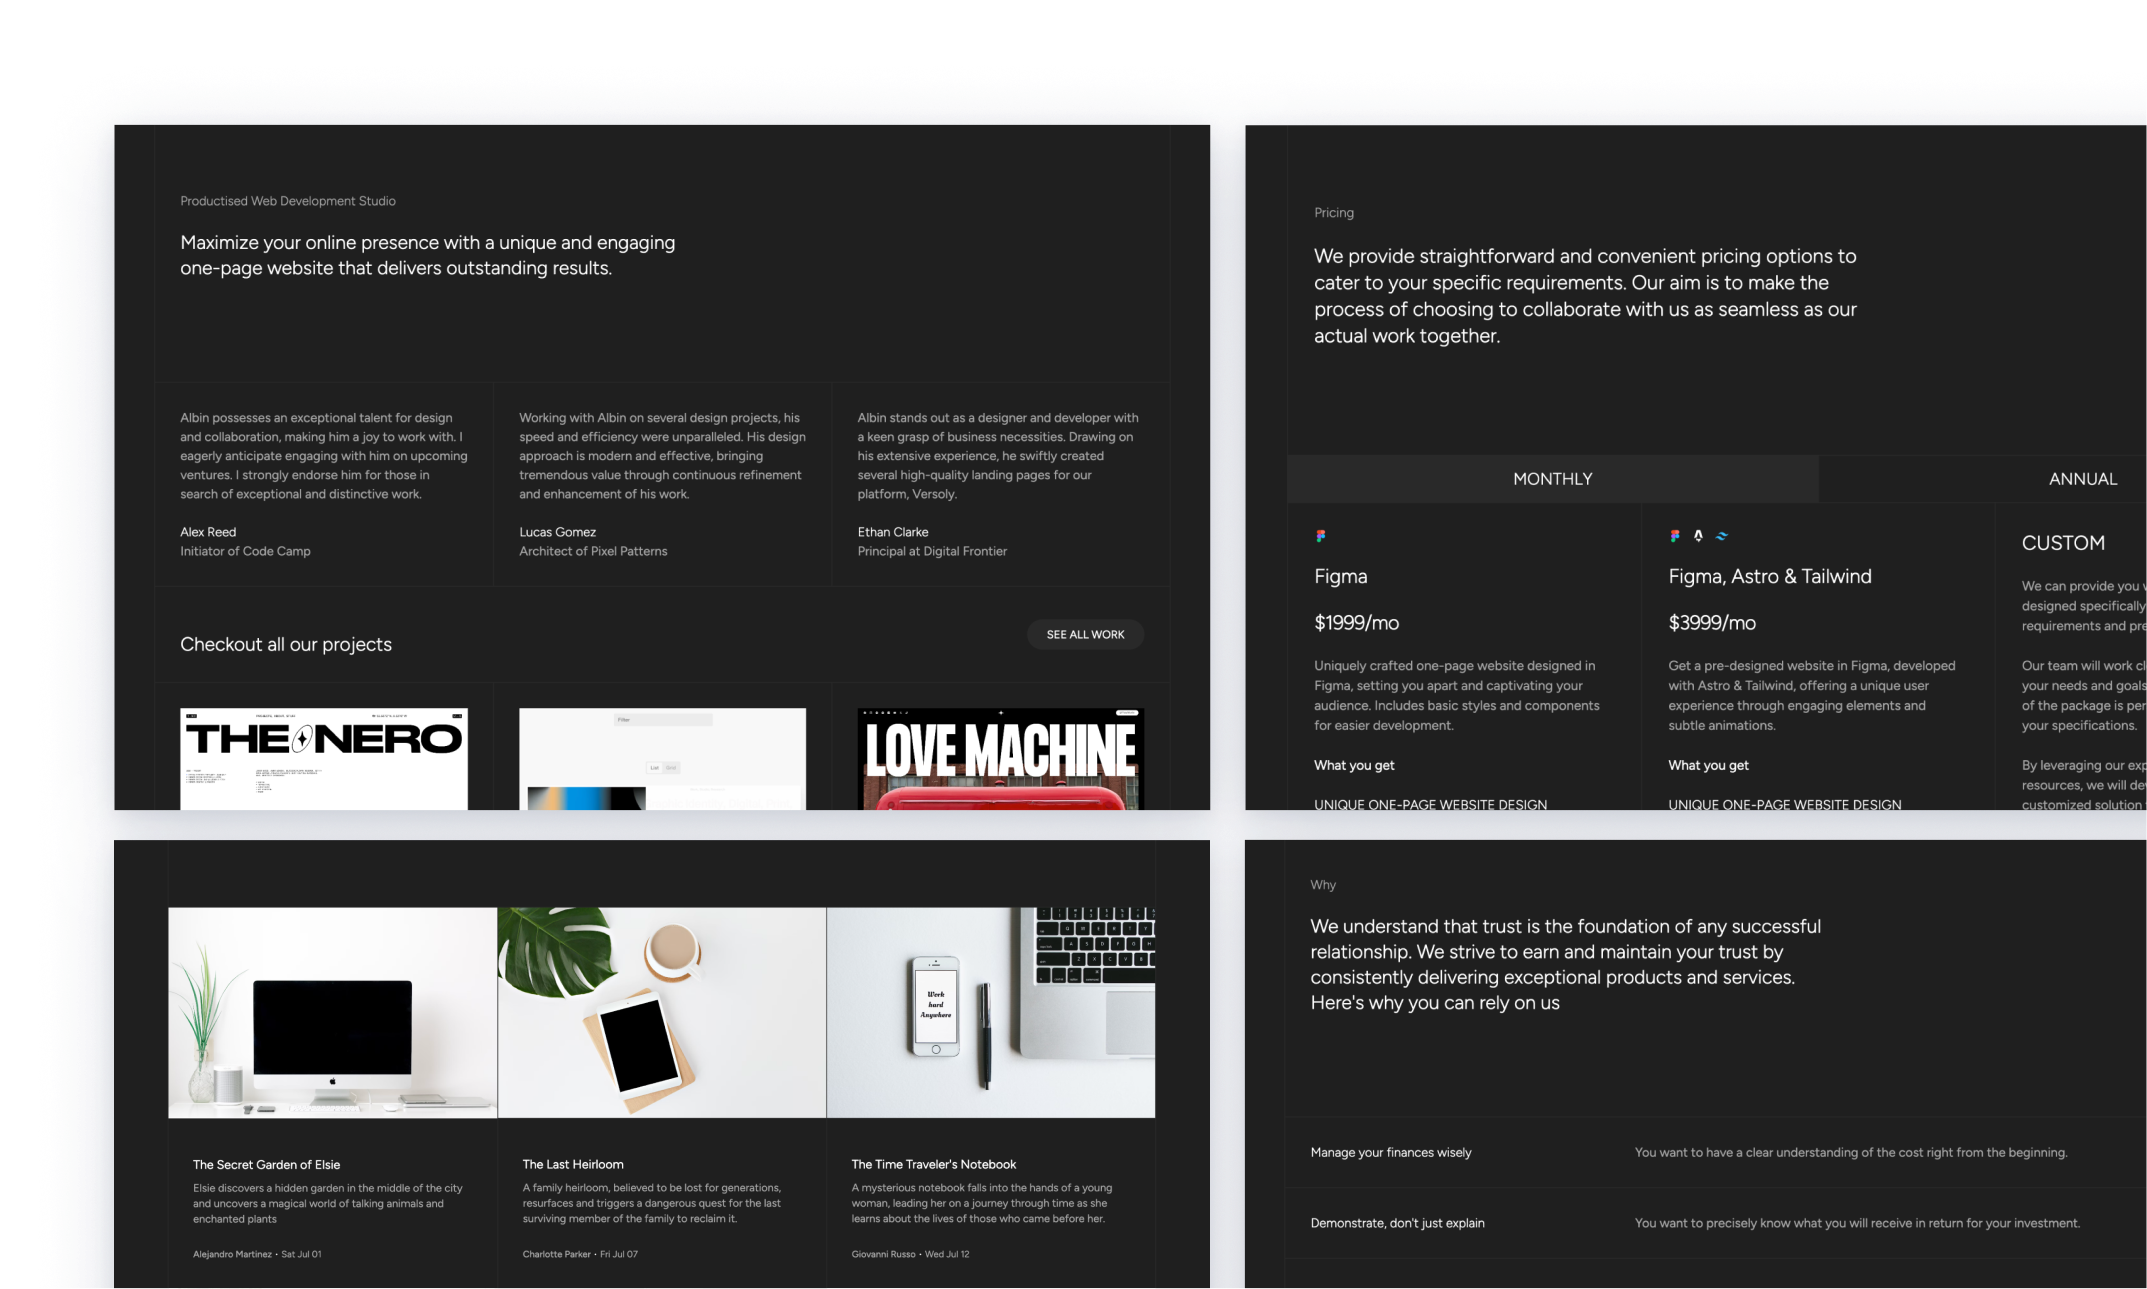 Productised Web Development Studio
Maximize your online presence with a unique and engaging
one-page website that delivers outstanding results.
Albin possesses an exceptional talent for design
and collaboration, making him a joy to work with. I
eagerly anticipate engaging with him on upcoming
ventures. I strongly endorse him for those in
search of exceptional and distinctive work.
Alex Reed
Initiator of Code Camp
Working with Albin on several design projects, his
speed and efficiency were unparalleled. His design
approach is modern and effective, bringing
tremendous value through continuous refinement
and enhancement of his work.
Lucas Gomez
Architect of Pixel Patterns
Albin stands out as a designer and developer with
a keen grasp of business necessities. Drawing on
his extensive experience, he swiftly created
several high-quality landing pages for our
platform, Versoly.
Ethan Clarke
Principal at Digital Frontier
Checkout all our projects
SEE ALL WORK
THE NERO
Filter
List
LOVE MACHINE
Pricing
We provide straightforward and convenient pricing options to
cater to your specific requirements. Our aim is to make the
process of choosing to collaborate with us as seamless as our
actual work together.
MONTHLY
ANNUAL
Figma
$1999/mo
Uniquely crafted one-page website designed in
Figma, setting you apart and captivating your
audience. Includes basic styles and components
for easier development.
What you get
UNIQUE ONE-PAGE WEBSITE DESIGN
Figma, Astro & Tailwind
$3999/mo
Get a pre-designed website in Figma, developed
with Astro & Tailwind, offering a unique user
experience through engaging elements and
subtle animations.
What you get
UNIQUE ONE-PAGE WEBSITE DESIGN
CUSTOM
We can provide you
designed specifically
requirements and
Our team will work
your needs and goals
of the package is
your specifications.
By leveraging our
resources, we will
customized solution
Work
hard
Anywhere
The Secret Garden of Elsie
Elsie discovers a hidden garden in the middle of the city
and uncovers a magical world of talking animals and
enchanted plants
Alejandro Martinez · Sat Jul 01
The Last Heirloom
A family heirloom, believed to be lost for generations,
resurfaces and triggers a dangerous quest for the last
surviving member of the family to reclaim it.
Charlotte Parker · Fri Jul 07
The Time Traveler's Notebook
A mysterious notebook falls into the hands of a young
woman, leading her on a journey through time as she
learns about the lives of those who came before her.
Giovanni Russo · Wed Jul 12
Why
We understand that trust is the foundation of any successful
relationship. We strive to earn and maintain your trust by
consistently delivering exceptional products and services.
Here's why you can rely on us
Manage your finances wisely
You want to have a clear understanding of the cost right from the beginning.
Demonstrate, don't just explain
You want to precisely know what you will receive in return for your investment.